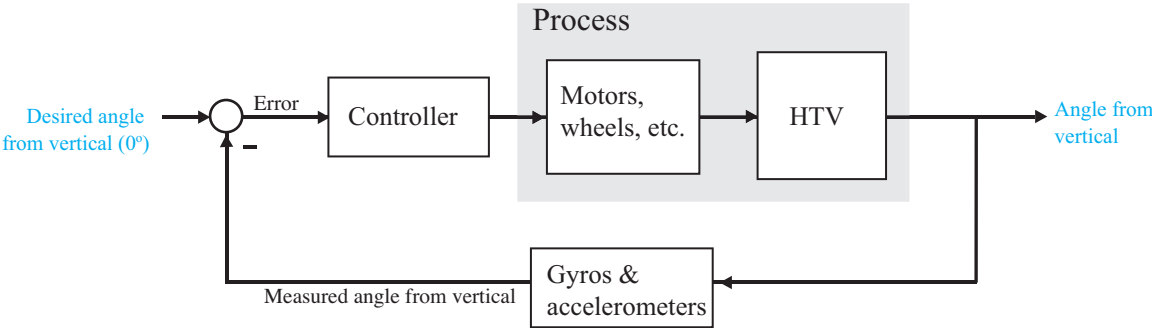 Process
Desired angle
from vertical (0º)
Error
Controller
Motors,
wheels, etc.
HTV
Angle from
vertical
Gyros &
accelerometers
Measured angle from vertical